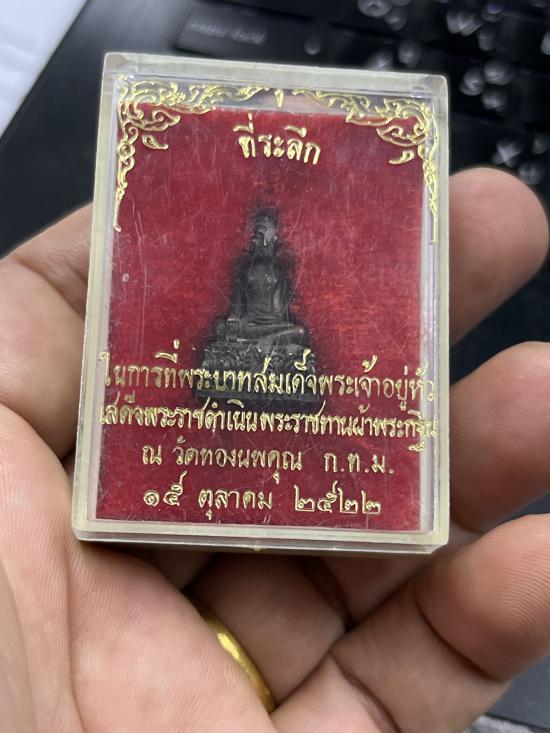 ที่ระลึก
ในการที่พระบาทสมเด็จพระเจ้าอยู่หัว
เสด็จพระราชดำเนินพระราชทานผ้าพระกฐิน
ณ วัดทองนพคุณ ก.ท.ม.
๑๕ ตุลาคม ๒๕๒๒